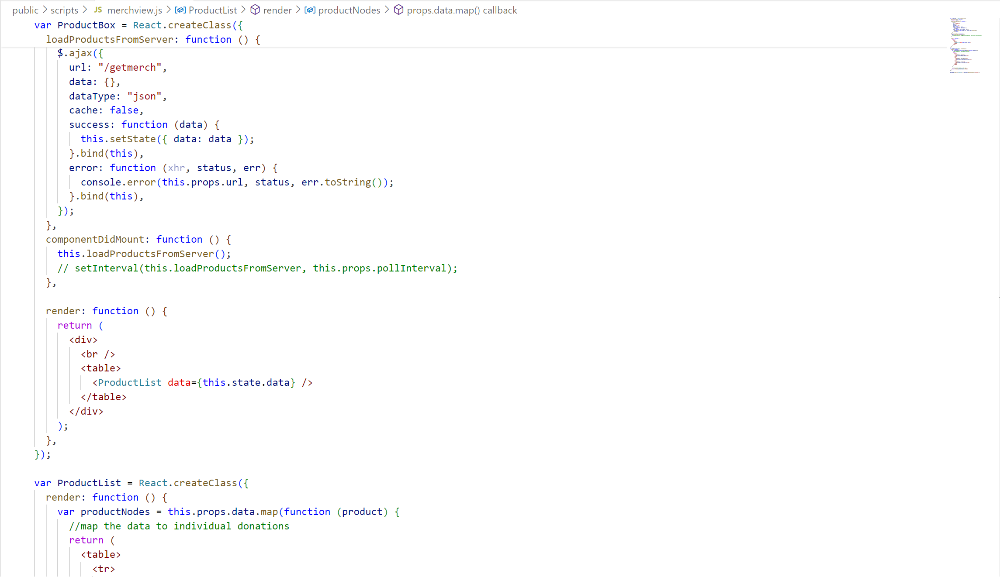 public > scripts > JS merchview.js > ProductList > render > productNodes > props.data.map() callback
var ProductBox = React.createClass({
  loadProductsFromServer: function () {
    $.ajax({
      url: "/getmerch",
      data: {},
      dataType: "json",
      cache: false,
      success: function (data) {
        this.setState({ data: data });
      }.bind(this),
      error: function (xhr, status, err) {
        console.error(this.props.url, status, err.toString());
      }.bind(this),
    });
  },
  componentDidMount: function () {
    this.loadProductsFromServer();
    // setInterval(this.loadProductsFromServer, this.props.pollInterval);
  },

  render: function () {
    return (
      <div>
        <br />
        <table>
          <ProductList data={this.state.data} />
        </table>
      </div>
    );
  },
});

var ProductList = React.createClass({
  render: function () {
    var productNodes = this.props.data.map(function (product) {
      //map the data to individual donations
      return (
        <table>
          <tr>